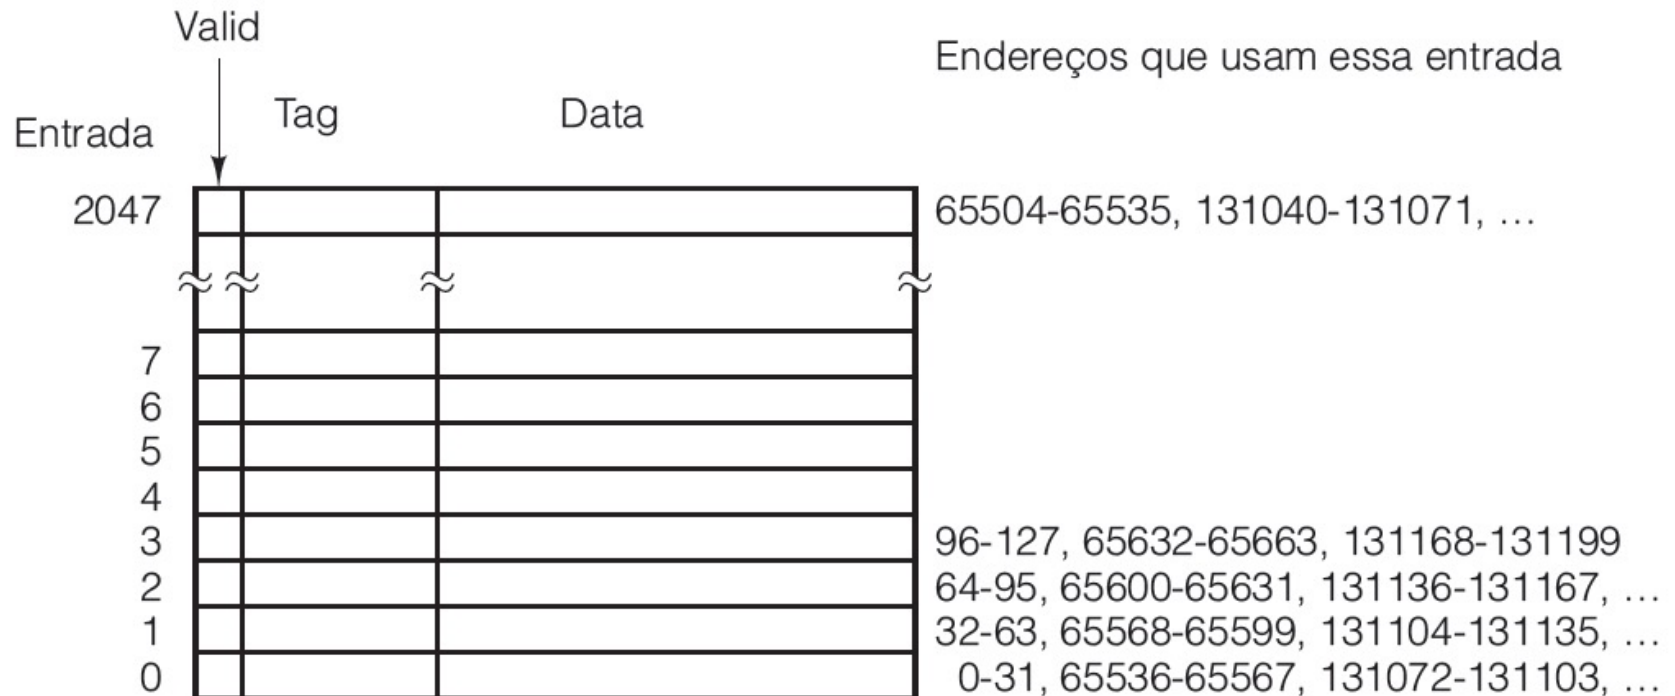 Valid
Endereços que usam essa entrada
Entrada Tag Data
2047 65504-65535, 131040-131071, …
7
6
5
4
3 96-127, 65632-65663, 131168-131199
2 64-95, 65600-65631, 131136-131167, …
1 32-63, 65568-65599, 131104-131135, …
0 0-31, 65536-65567, 131072-131103, …